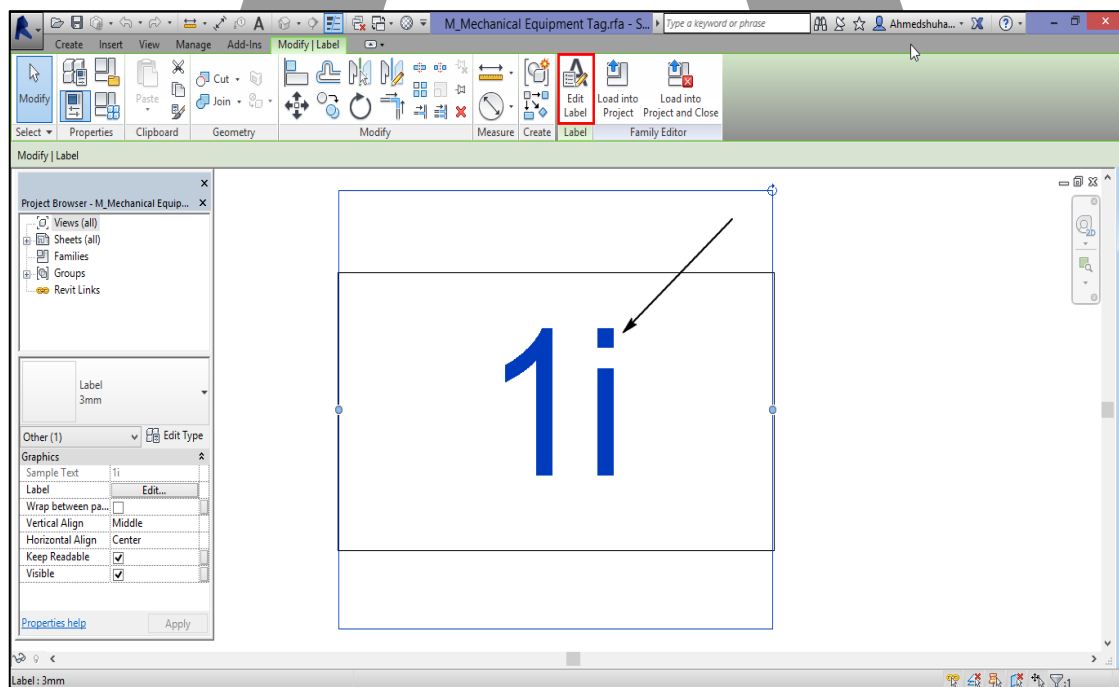 M_Mechanical Equipment Tag.rfa - S... Type a keyword or phrase Ahmedshuha...
Create Insert View Manage Add-Ins Modify | Label
Modify Paste Cut Join Edit Label Load into Project Load into Project and Close
Select Properties Clipboard Geometry Modify Measure Create Label Family Editor
Modify | Label
Project Browser - M_Mechanical Equip...
Views (all)
Sheets (all)
Families
Groups
Revit Links
1i
2D
Label
3mm
Other (1) Edit Type
Graphics
Sample Text 1i
Label Edit...
Wrap between pa...
Vertical Align Middle
Horizontal Align Center
Keep Readable
Visible
Properties help Apply
Label : 3mm :1